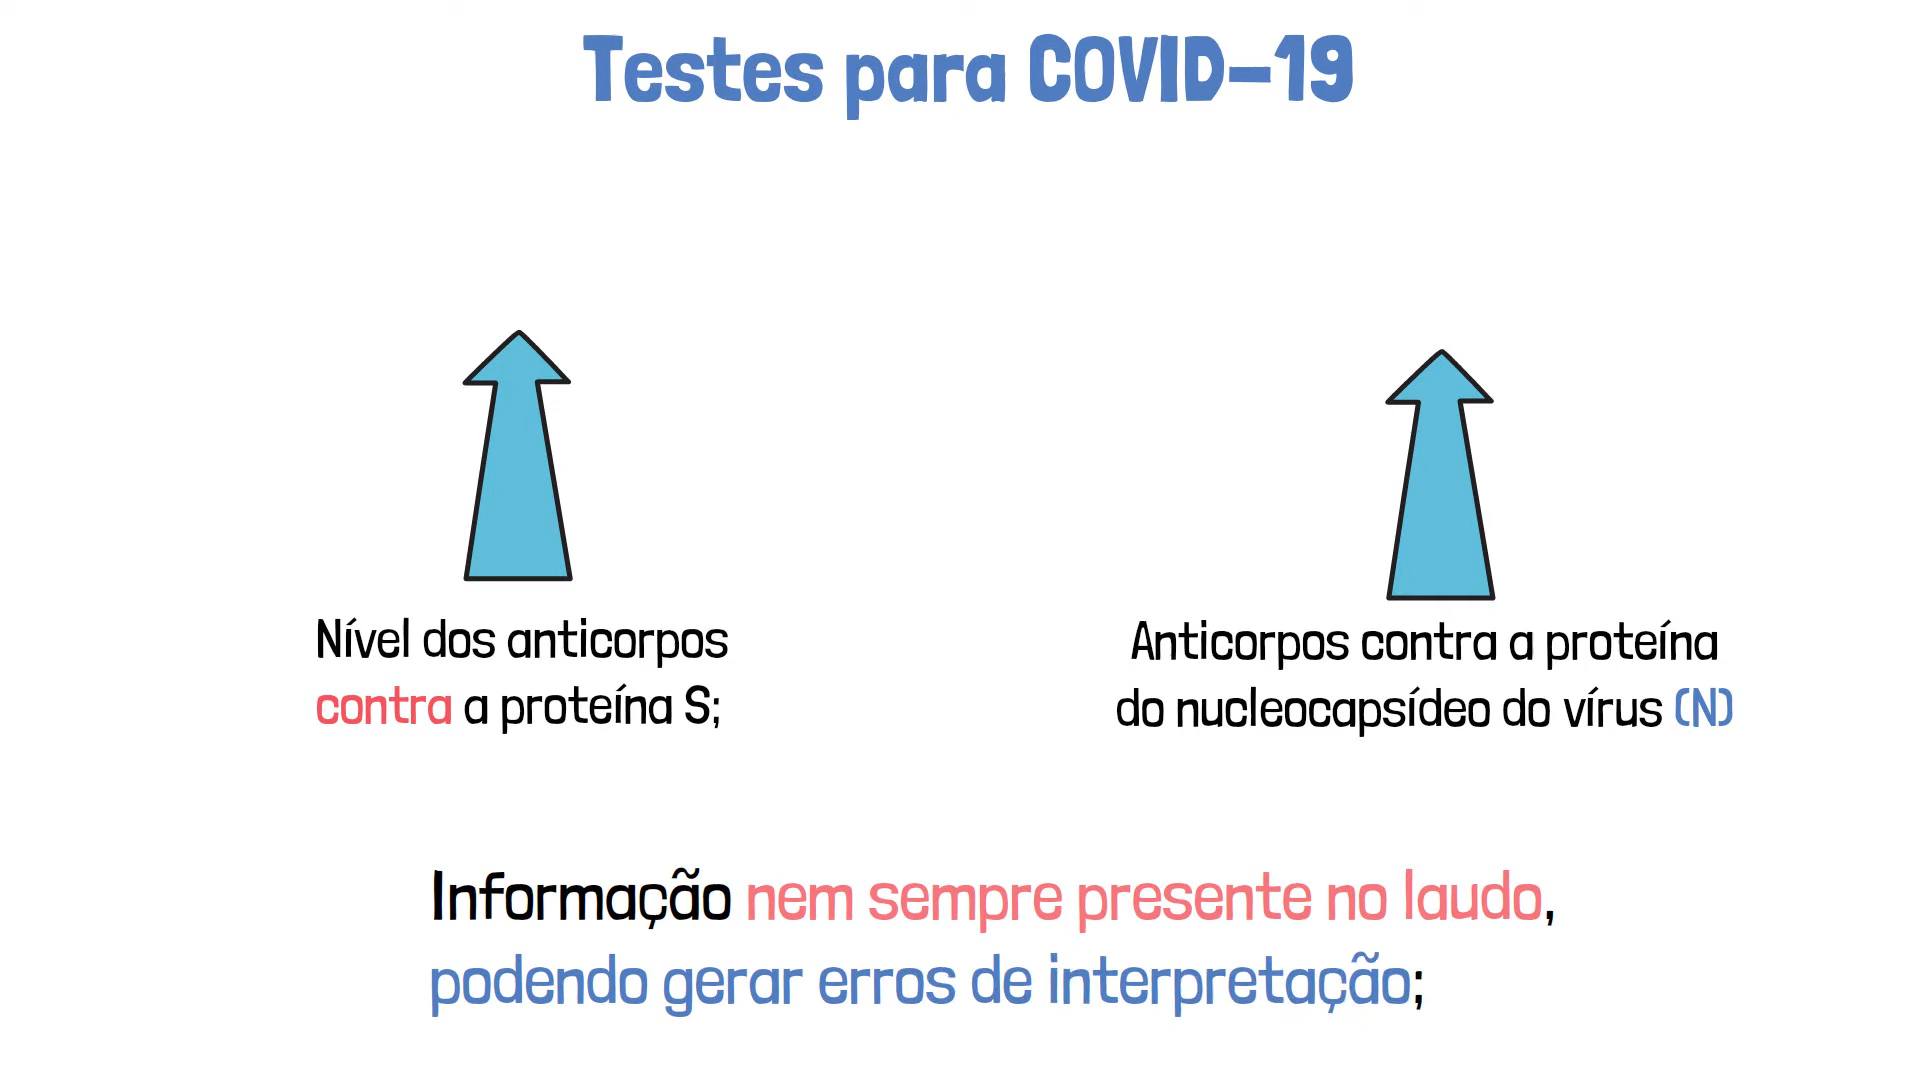 Testes para COVID-19
Nível dos anticorpos
contra a proteína S;
Anticorpos contra a proteína
do nucleocapsídeo do vírus (N)
Informação nem sempre presente no laudo,
podendo gerar erros de interpretação;